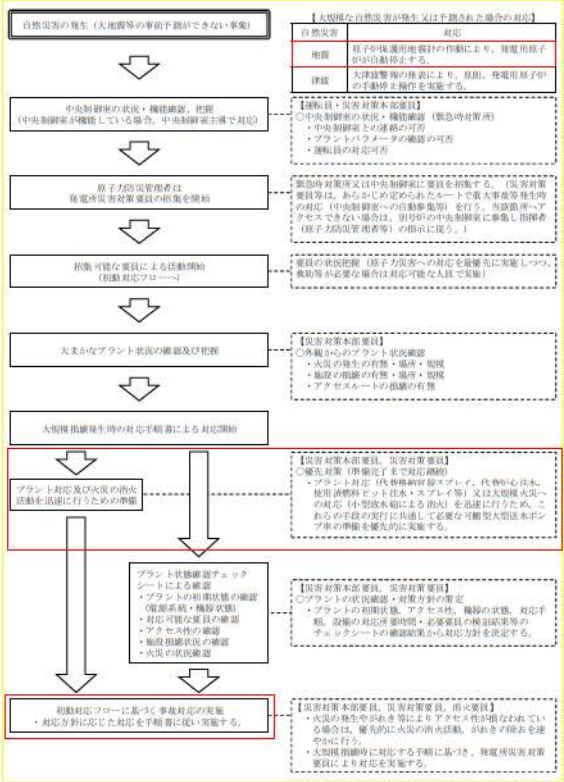 自然災害の発生（大地震等の事前予測ができない事象）
【大規模な自然災害が発生又は予測された場合の対応】
自然災害
対応
地震
原子炉保護用地震計の作動により、発電用原子
炉が自動停止する。
津波
大津波警報の発表により、原則、発電用原子炉
の手動停止操作を実施する。
中央制御室の状況・機能確認、把握
（中央制御室が機能している場合、中央制御室主導で対応）
【運転員・災害対策本部要員】
○中央制御室の状況・機能確認（緊急時対策所）
・中央制御室との連絡の可否
・プラントパラメータの確認の可否
・運転員の対応可否
原子力防災管理者は
発電所災害対策要員の招集を開始
緊急時対策所又は中央制御室に要員を招集する。（災害対策
要員等は、あらかじめ定められたルートで重大事故等発生時
の対応（中央制御室への自動参集等）を行う。当該箇所へア
クセスできない場合は、別号炉の中央制御室に参集し指揮者
（原子力防災管理者等）の指示に従う。）
招集可能な要員による活動開始
（初動対応フローへ）
要員の状況把握（原子力災害への対応を最優先に実施しつつ、
救助等が必要な場合は対応可能な人員で実施）
大まかなプラント状況の確認及び把握
【災害対策本部要員】
○外観からのプラント状況確認
・火災の発生の有無・場所・規模
・施設の損壊の有無・場所・規模
・アクセスルートの損壊の有無
大規模損壊発生時の対応手順書による対応開始
プラント対応及び火災の消火
活動を迅速に行うための準備
【災害対策本部要員、災害対策要員】
○優先対策（準備完了まで対応継続）
・プラント対応（代替格納容器スプレイ、代替炉心注水、
使用済燃料ピット注水・スプレイ等）又は大規模火災へ
の対応（小型放水砲による消火）を迅速に行うため、こ
れらの手段の実行に共通して必要な可搬型大型送水ポン
プ車の準備を優先的に実施する。
プラント状態確認チェック
シートによる確認
・プラントの初期状態の確認
（電源系統・機器状態）
・対応可能な要員の確認
・アクセス性の確認
・施設損壊状況の確認
・火災の状況確認
【災害対策本部要員、災害対策要員】
○プラントの状況確認・対策方針の策定
・プラントの初期状態、アクセス性、機器の状態、対応手
順、設備の対応所要時間・必要要員の検討結果等の
チェックシートの確認結果から対応方針を決定する。
初動対応フローに基づく事故対応の実施
・対応方針に応じた対応を手順書に従い実施する。
【災害対策本部要員、災害対策要員、消火要員】
・火災の発生やがれき等によりアクセス性が損なわれてい
る場合は、優先的に火災の消火活動、がれきの除去を速
やかに行う。
・大規模損壊時に対応する手順に基づき、発電所災害対策
要員により対応を実施する。